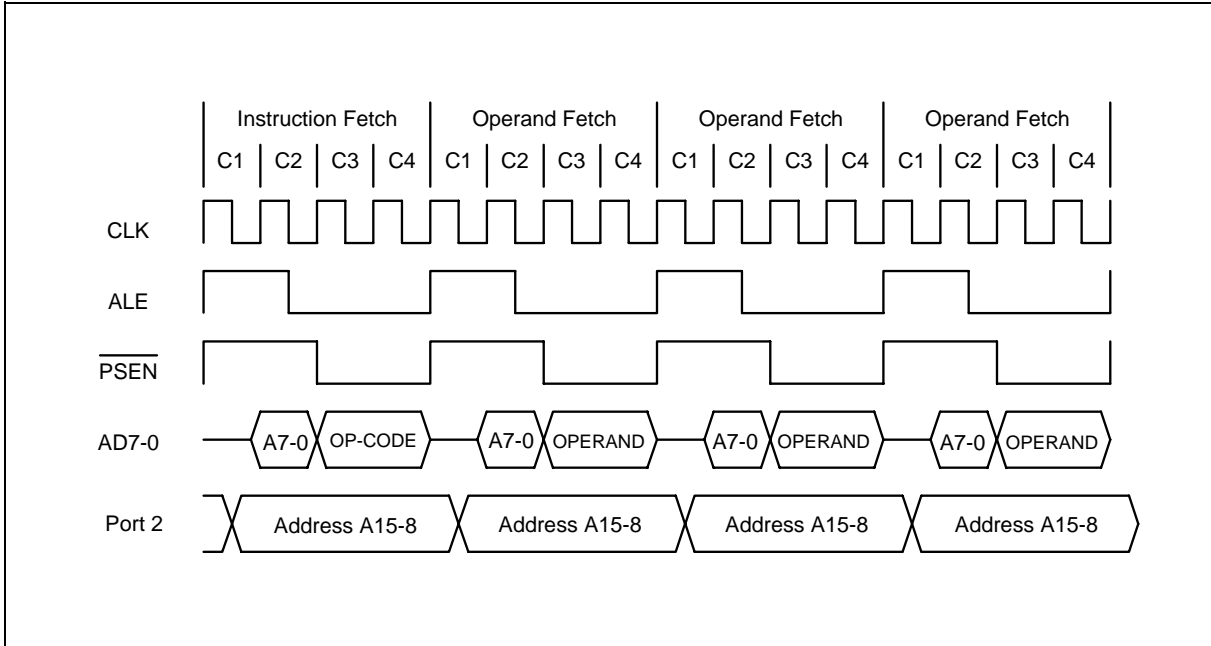 Instruction Fetch Operand Fetch Operand Fetch Operand Fetch
C1 C2 C3 C4 C1 C2 C3 C4 C1 C2 C3 C4 C1 C2 C3 C4
CLK
ALE
PSEN
AD7-0 A7-0 OP-CODE A7-0 OPERAND A7-0 OPERAND A7-0 OPERAND
Port 2 Address A15-8 Address A15-8 Address A15-8 Address A15-8